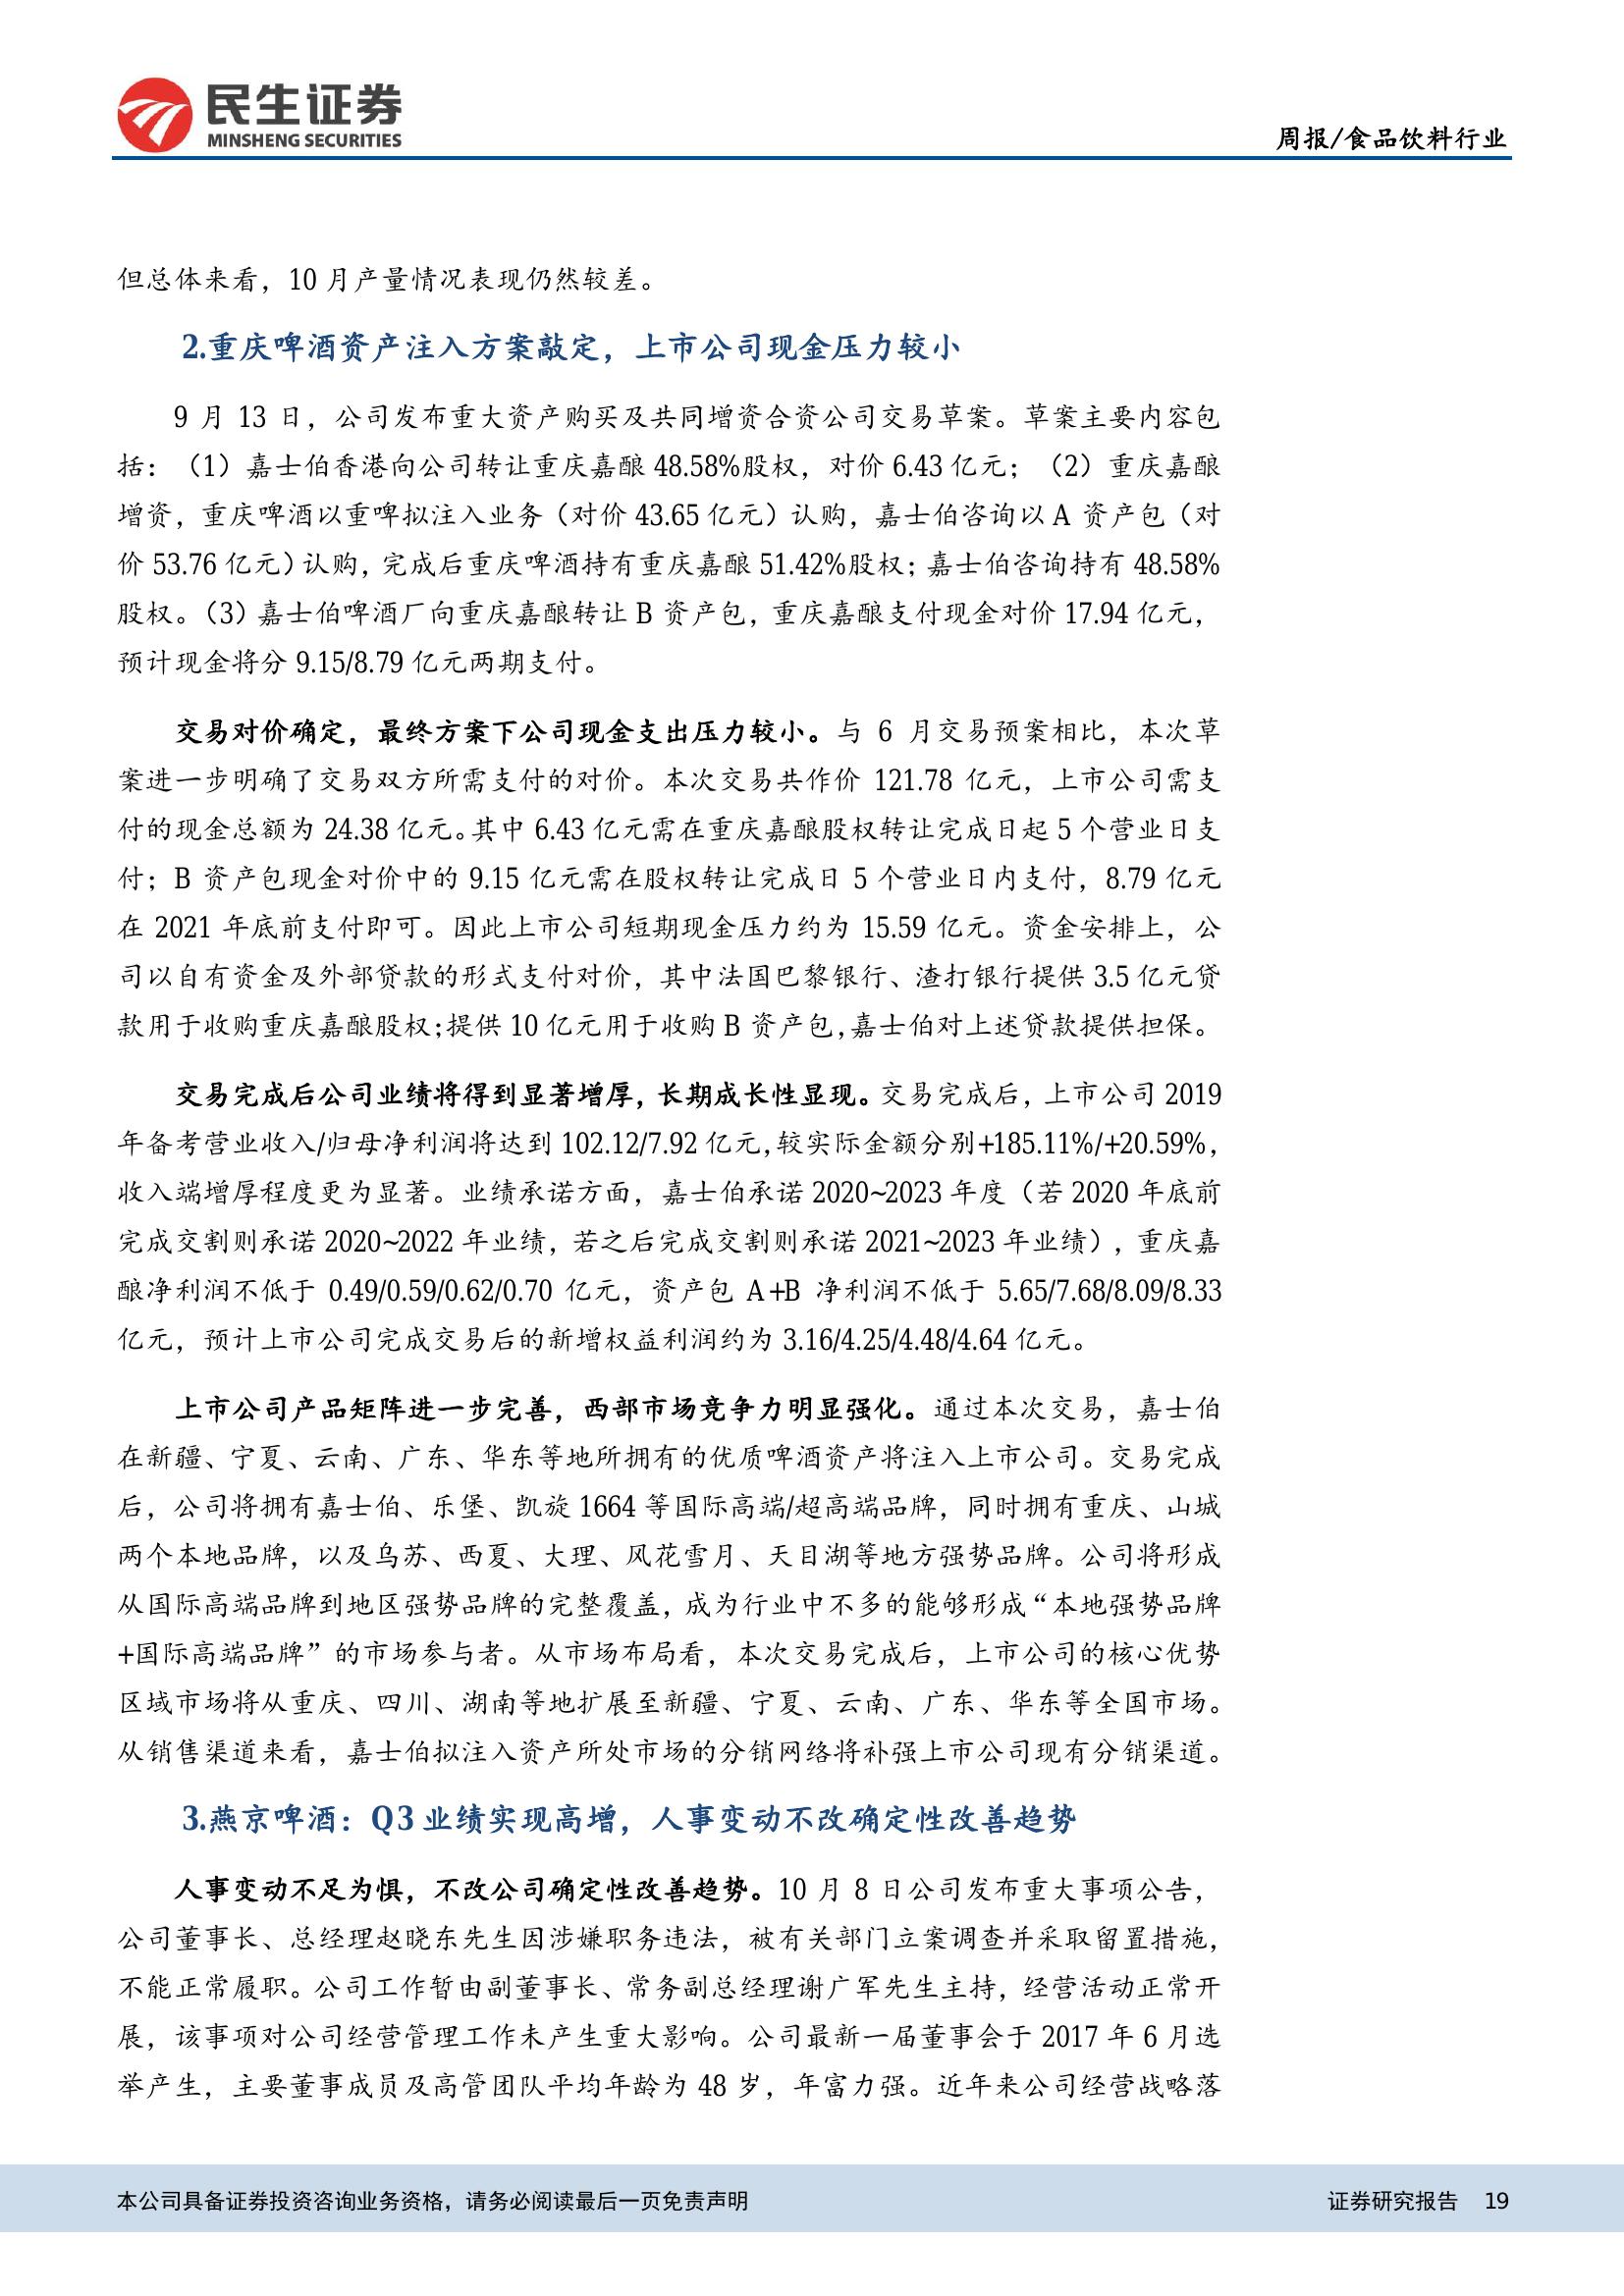 民生证券
MINSHENG SECURITIES
周报/食品饮料行业
但总体来看，10 月产量情况表现仍然较差。
2.重庆啤酒资产注入方案敲定，上市公司现金压力较小
9 月 13 日，公司发布重大资产购买及共同增资合资公司交易草案。草案主要内容包
括：（1）嘉士伯香港向公司转让重庆嘉酿 48.58%股权，对价 6.43 亿元；（2）重庆嘉酿
增资，重庆啤酒以重啤拟注入业务（对价 43.65 亿元）认购，嘉士伯咨询以 A 资产包（对
价 53.76 亿元）认购，完成后重庆啤酒持有重庆嘉酿 51.42%股权；嘉士伯咨询持有 48.58%
股权。（3）嘉士伯啤酒厂向重庆嘉酿转让 B 资产包，重庆嘉酿支付现金对价 17.94 亿元，
预计现金将分 9.15/8.79 亿元两期支付。
交易对价确定，最终方案下公司现金支出压力较小。与 6 月交易预案相比，本次草
案进一步明确了交易双方所需支付的对价。本次交易共作价 121.78 亿元，上市公司需支
付的现金总额为 24.38 亿元。其中 6.43 亿元需在重庆嘉酿股权转让完成日起 5 个营业日支
付；B 资产包现金对价中的 9.15 亿元需在股权转让完成日 5 个营业日内支付，8.79 亿元
在 2021 年底前支付即可。因此上市公司短期现金压力约为 15.59 亿元。资金安排上，公
司以自有资金及外部贷款的形式支付对价，其中法国巴黎银行、渣打银行提供 3.5 亿元贷
款用于收购重庆嘉酿股权；提供 10 亿元用于收购 B 资产包，嘉士伯对上述贷款提供担保。
交易完成后公司业绩将得到显著增厚，长期成长性显现。交易完成后，上市公司 2019
年备考营业收入/归母净利润将达到 102.12/7.92 亿元，较实际金额分别+185.11%/+20.59%，
收入端增厚程度更为显著。业绩承诺方面，嘉士伯承诺 2020~2023 年度（若 2020 年底前
完成交割则承诺 2020~2022 年业绩，若之后完成交割则承诺 2021~2023 年业绩），重庆嘉
酿净利润不低于 0.49/0.59/0.62/0.70 亿元，资产包 A+B 净利润不低于 5.65/7.68/8.09/8.33
亿元，预计上市公司完成交易后的新增权益利润约为 3.16/4.25/4.48/4.64 亿元。
上市公司产品矩阵进一步完善，西部市场竞争力明显强化。通过本次交易，嘉士伯
在新疆、宁夏、云南、广东、华东等地所拥有的优质啤酒资产将注入上市公司。交易完成
后，公司将拥有嘉士伯、乐堡、凯旋 1664 等国际高端/超高端品牌，同时拥有重庆、山城
两个本地品牌，以及乌苏、西夏、大理、风花雪月、天目湖等地方强势品牌。公司将形成
从国际高端品牌到地区强势品牌的完整覆盖，成为行业中不多的能够形成“本地强势品牌
+国际高端品牌”的市场参与者。从市场布局看，本次交易完成后，上市公司的核心优势
区域市场将从重庆、四川、湖南等地扩展至新疆、宁夏、云南、广东、华东等全国市场。
从销售渠道来看，嘉士伯拟注入资产所处市场的分销网络将补强上市公司现有分销渠道。
3.燕京啤酒：Q3 业绩实现高增，人事变动不改确定性改善趋势
人事变动不足为惧，不改公司确定性改善趋势。10 月 8 日公司发布重大事项公告，
公司董事长、总经理赵晓东先生因涉嫌职务违法，被有关部门立案调查并采取留置措施，
不能正常履职。公司工作暂由副董事长、常务副总经理谢广军先生主持，经营活动正常开
展，该事项对公司经营管理工作未产生重大影响。公司最新一届董事会于 2017 年 6 月选
举产生，主要董事成员及高管团队平均年龄为 48 岁，年富力强。近年来公司经营战略落
本公司具备证券投资咨询业务资格，请务必阅读最后一页免责声明
证券研究报告 19